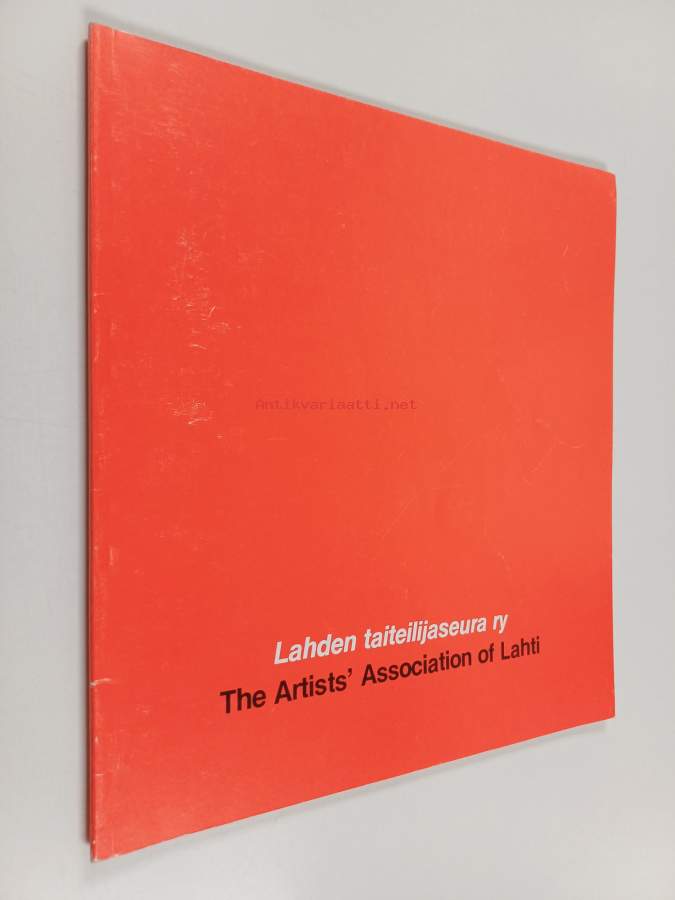 Antikvariaatti.net
Lahden taiteilijaseura ry
The Artists' Association of Lahti